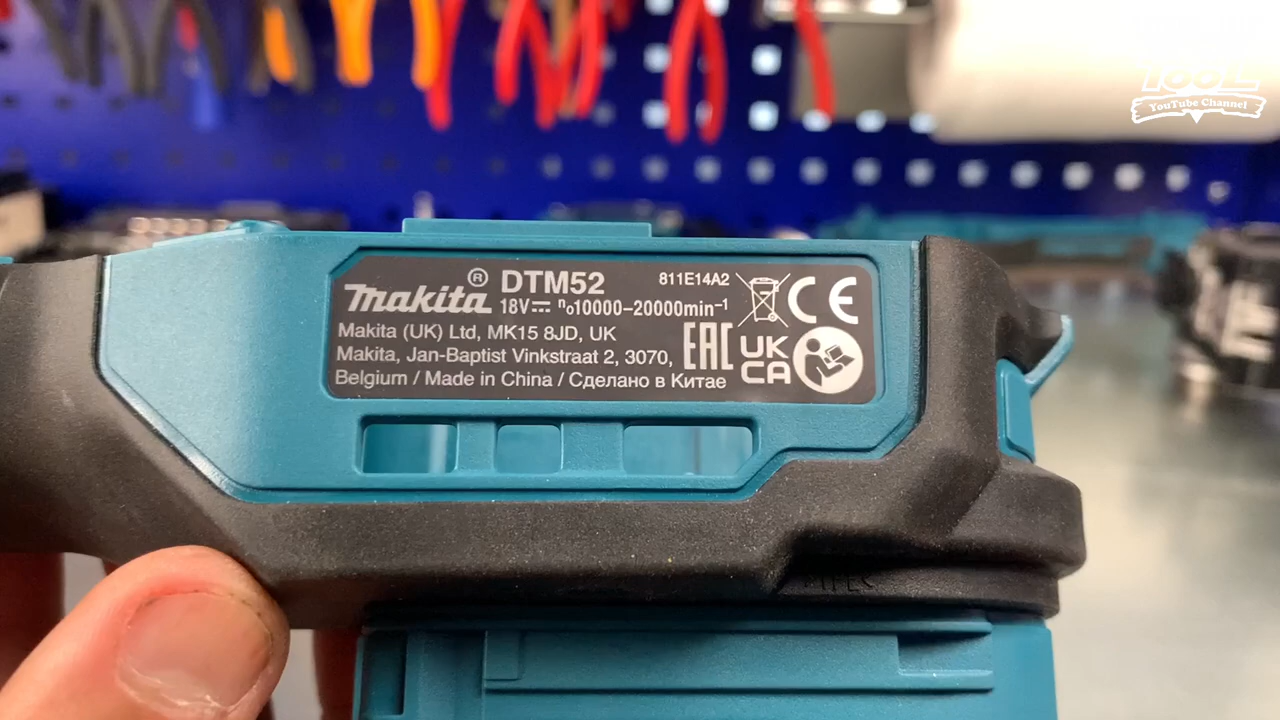 TOOL
YouTube Channel
makita® DTM52 811E14A2
18V⎓ n₀10000–20000min⁻¹ CE
Makita (UK) Ltd, MK15 8JD, UK
Makita, Jan-Baptist Vinkstraat 2, 3070, EAC UK CA
Belgium / Made in China / Сделано в Китае